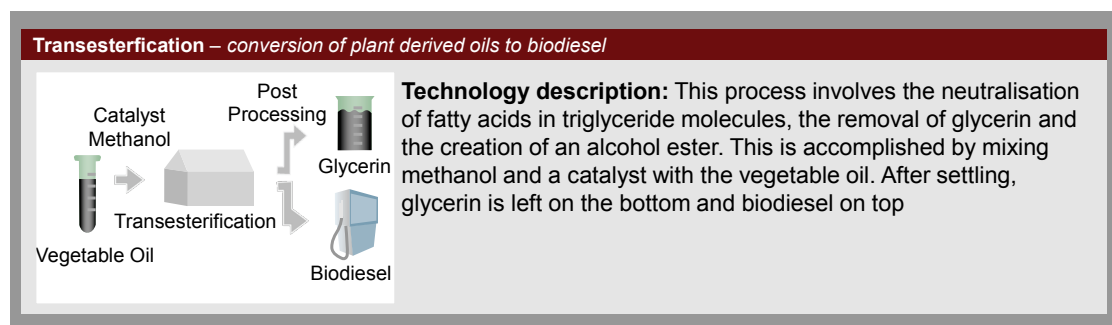 Transesterfication – conversion of plant derived oils to biodiesel
Catalyst
Methanol
Post
Processing
Glycerin
Transesterification
Vegetable Oil
Biodiesel
Technology description: This process involves the neutralisation
of fatty acids in triglyceride molecules, the removal of glycerin and
the creation of an alcohol ester. This is accomplished by mixing
methanol and a catalyst with the vegetable oil. After settling,
glycerin is left on the bottom and biodiesel on top